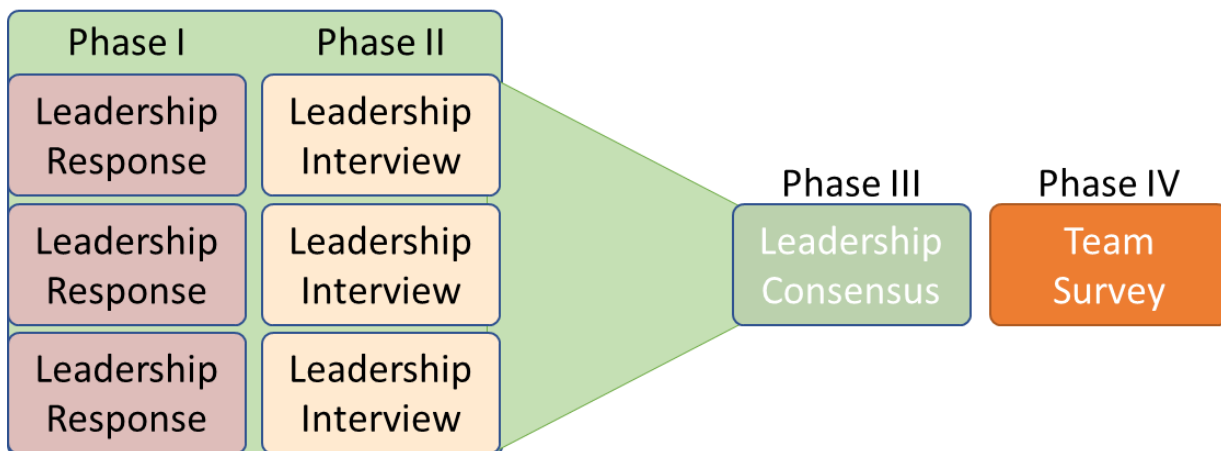 Phase I
Phase II
Leadership
Response
Leadership
Interview
Leadership
Response
Leadership
Interview
Leadership
Response
Leadership
Interview
Phase III
Leadership
Consensus
Phase IV
Team
Survey